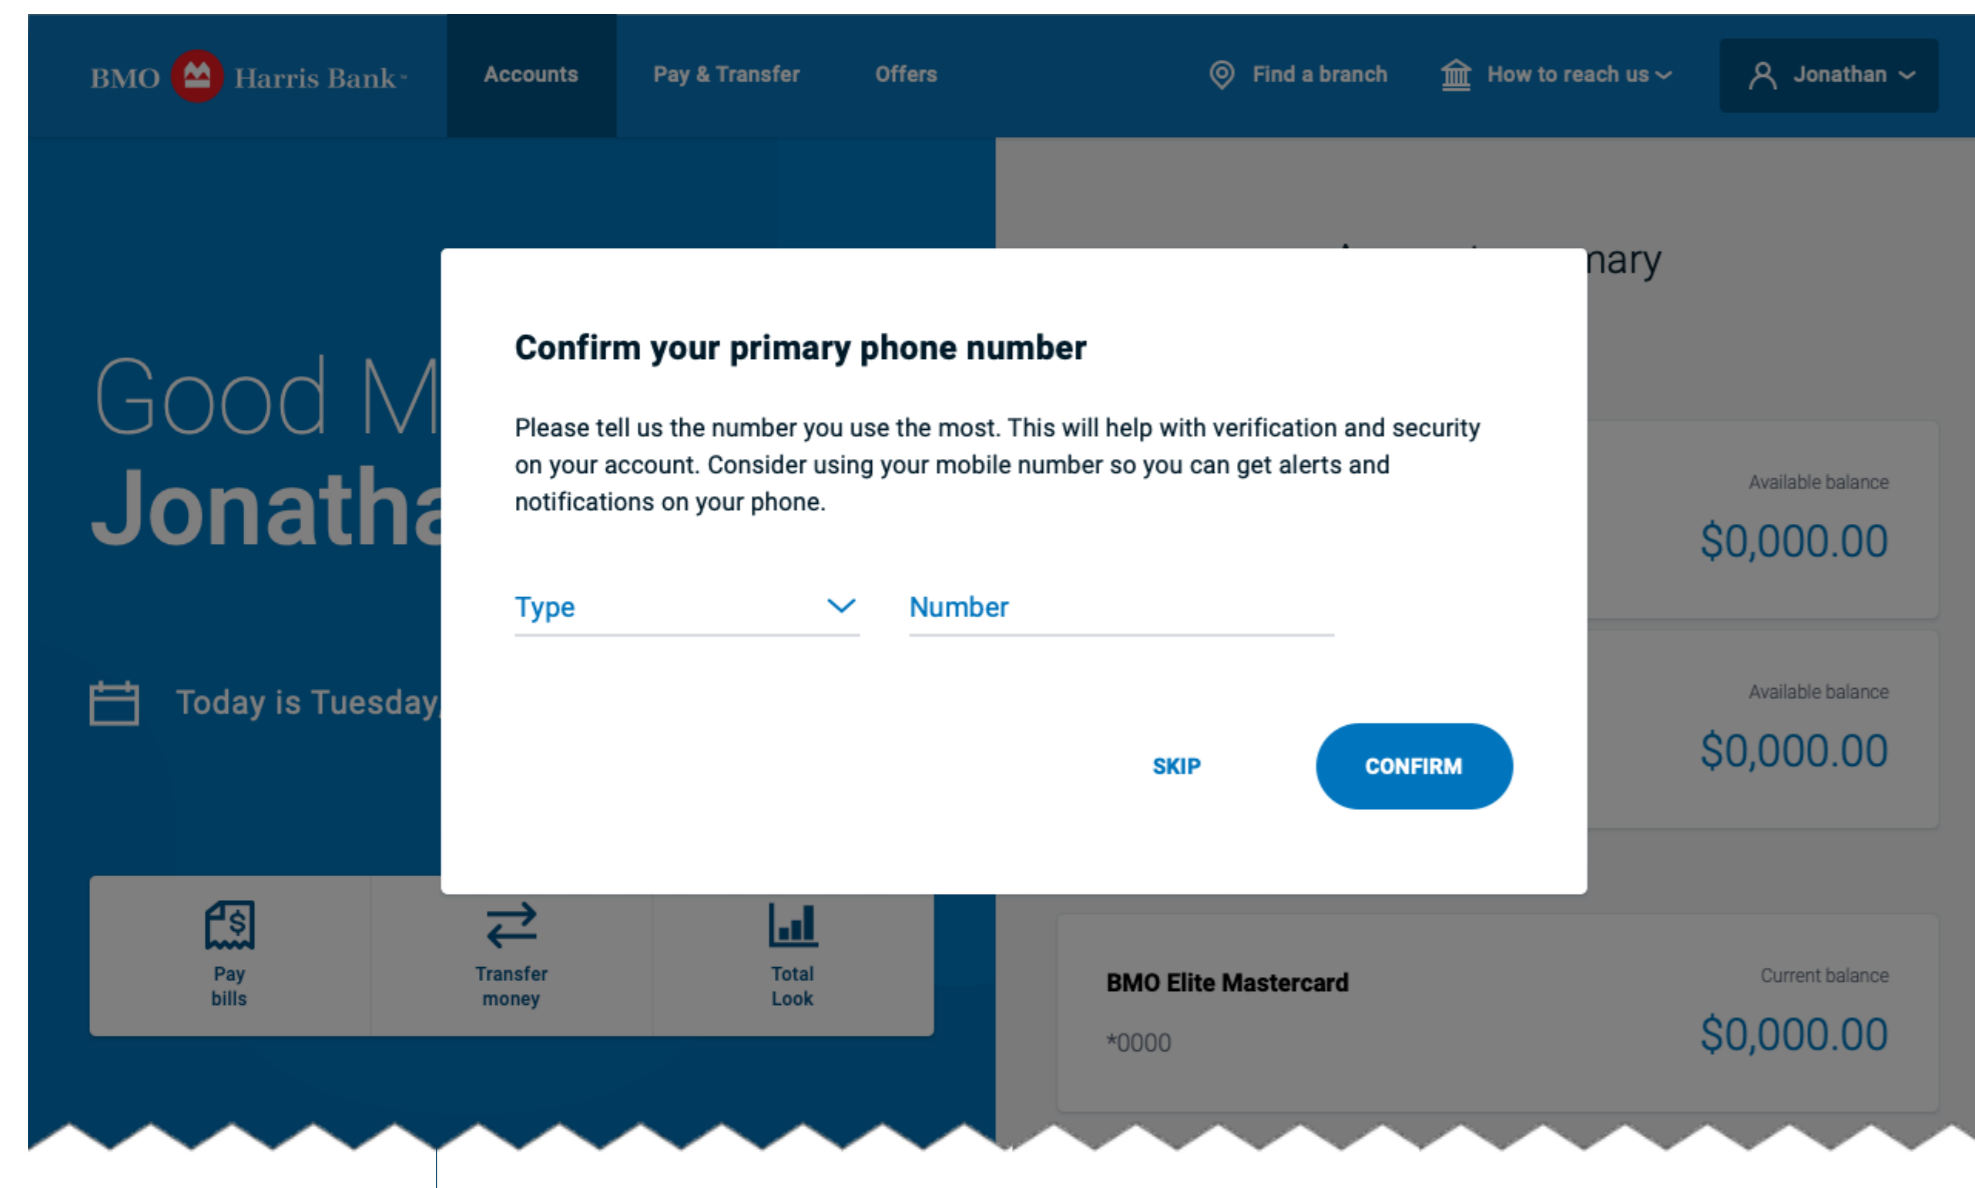 BMO Harris Bank
Accounts
Pay & Transfer
Offers
Find a branch
How to reach us
Jonathan
Good
Today is Tuesday,
Confirm your primary phone number
Please tell us the number you use the most. This will help with verification and security
on your account. Consider using your mobile number so you can get alerts and
notifications on your phone.
Type
Number
SKIP
CONFIRM
Pay
bills
Transfer
money
Total
Look
Available balance
$0,000.00
Available balance
$0,000.00
BMO Elite Mastercard
*0000
Current balance
$0,000.00